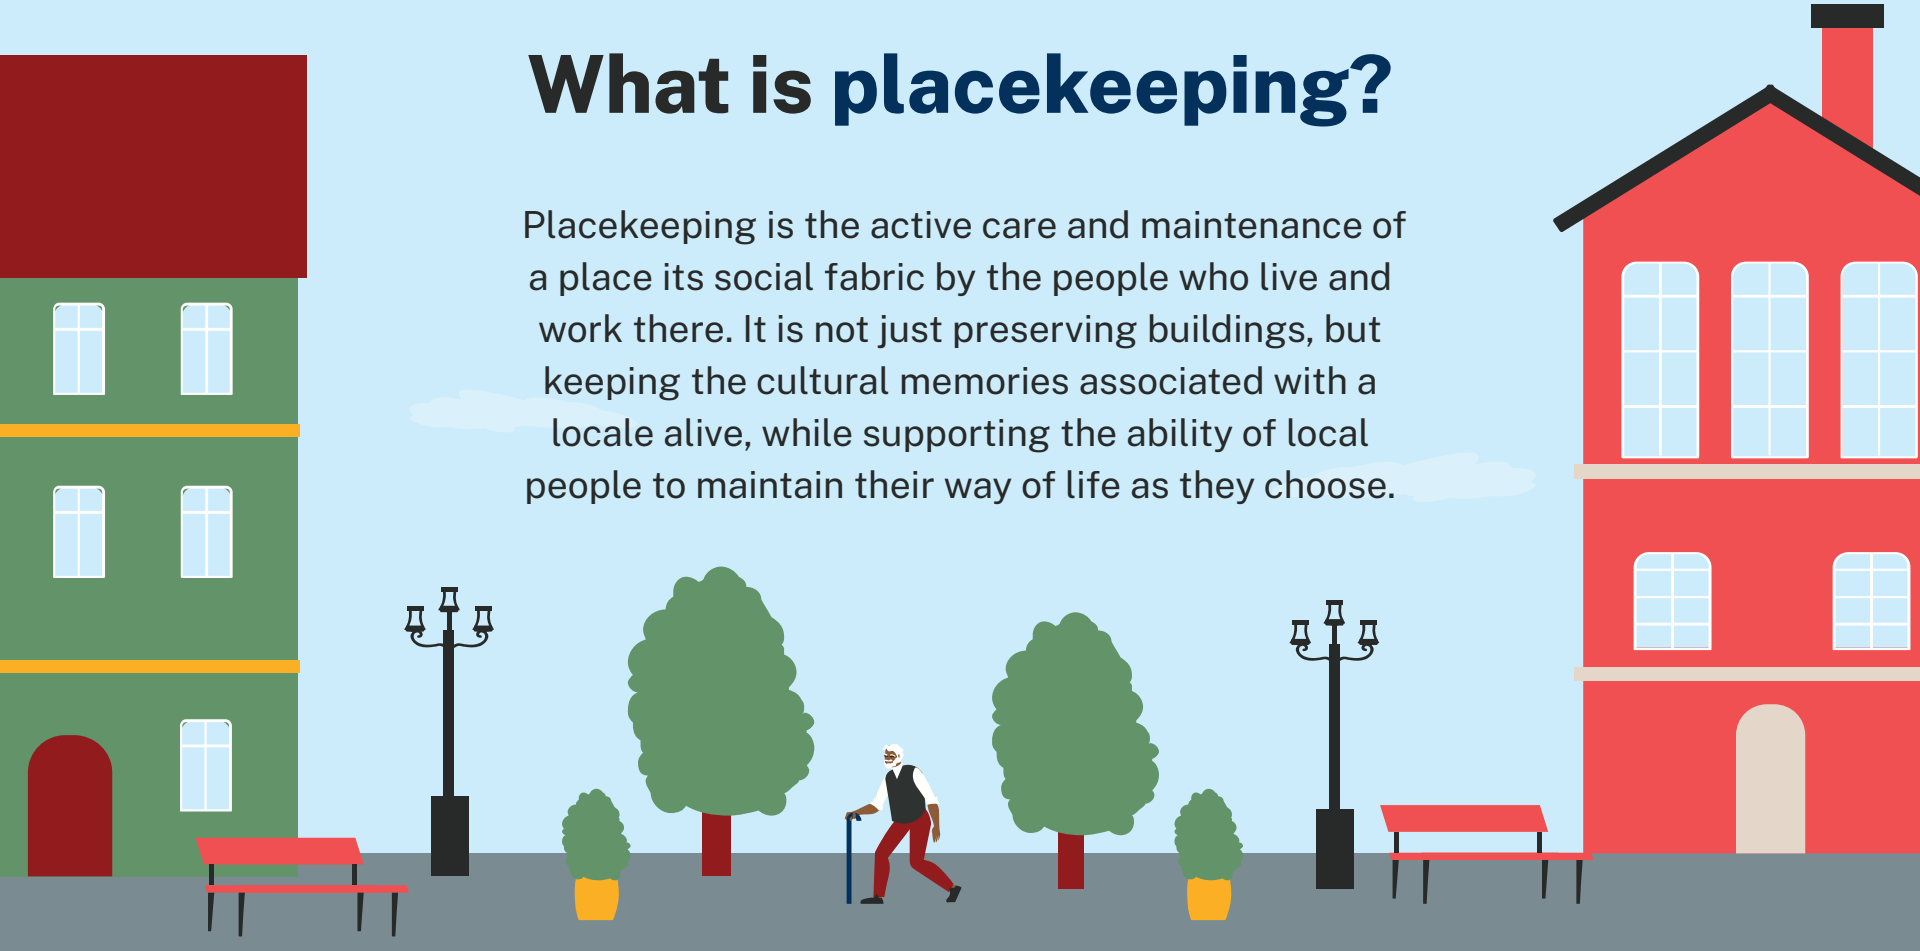 What is placekeeping?
Placekeeping is the active care and maintenance of
a place its social fabric by the people who live and
work there. It is not just preserving buildings, but
keeping the cultural memories associated with a
locale alive, while supporting the ability of local
people to maintain their way of life as they choose.